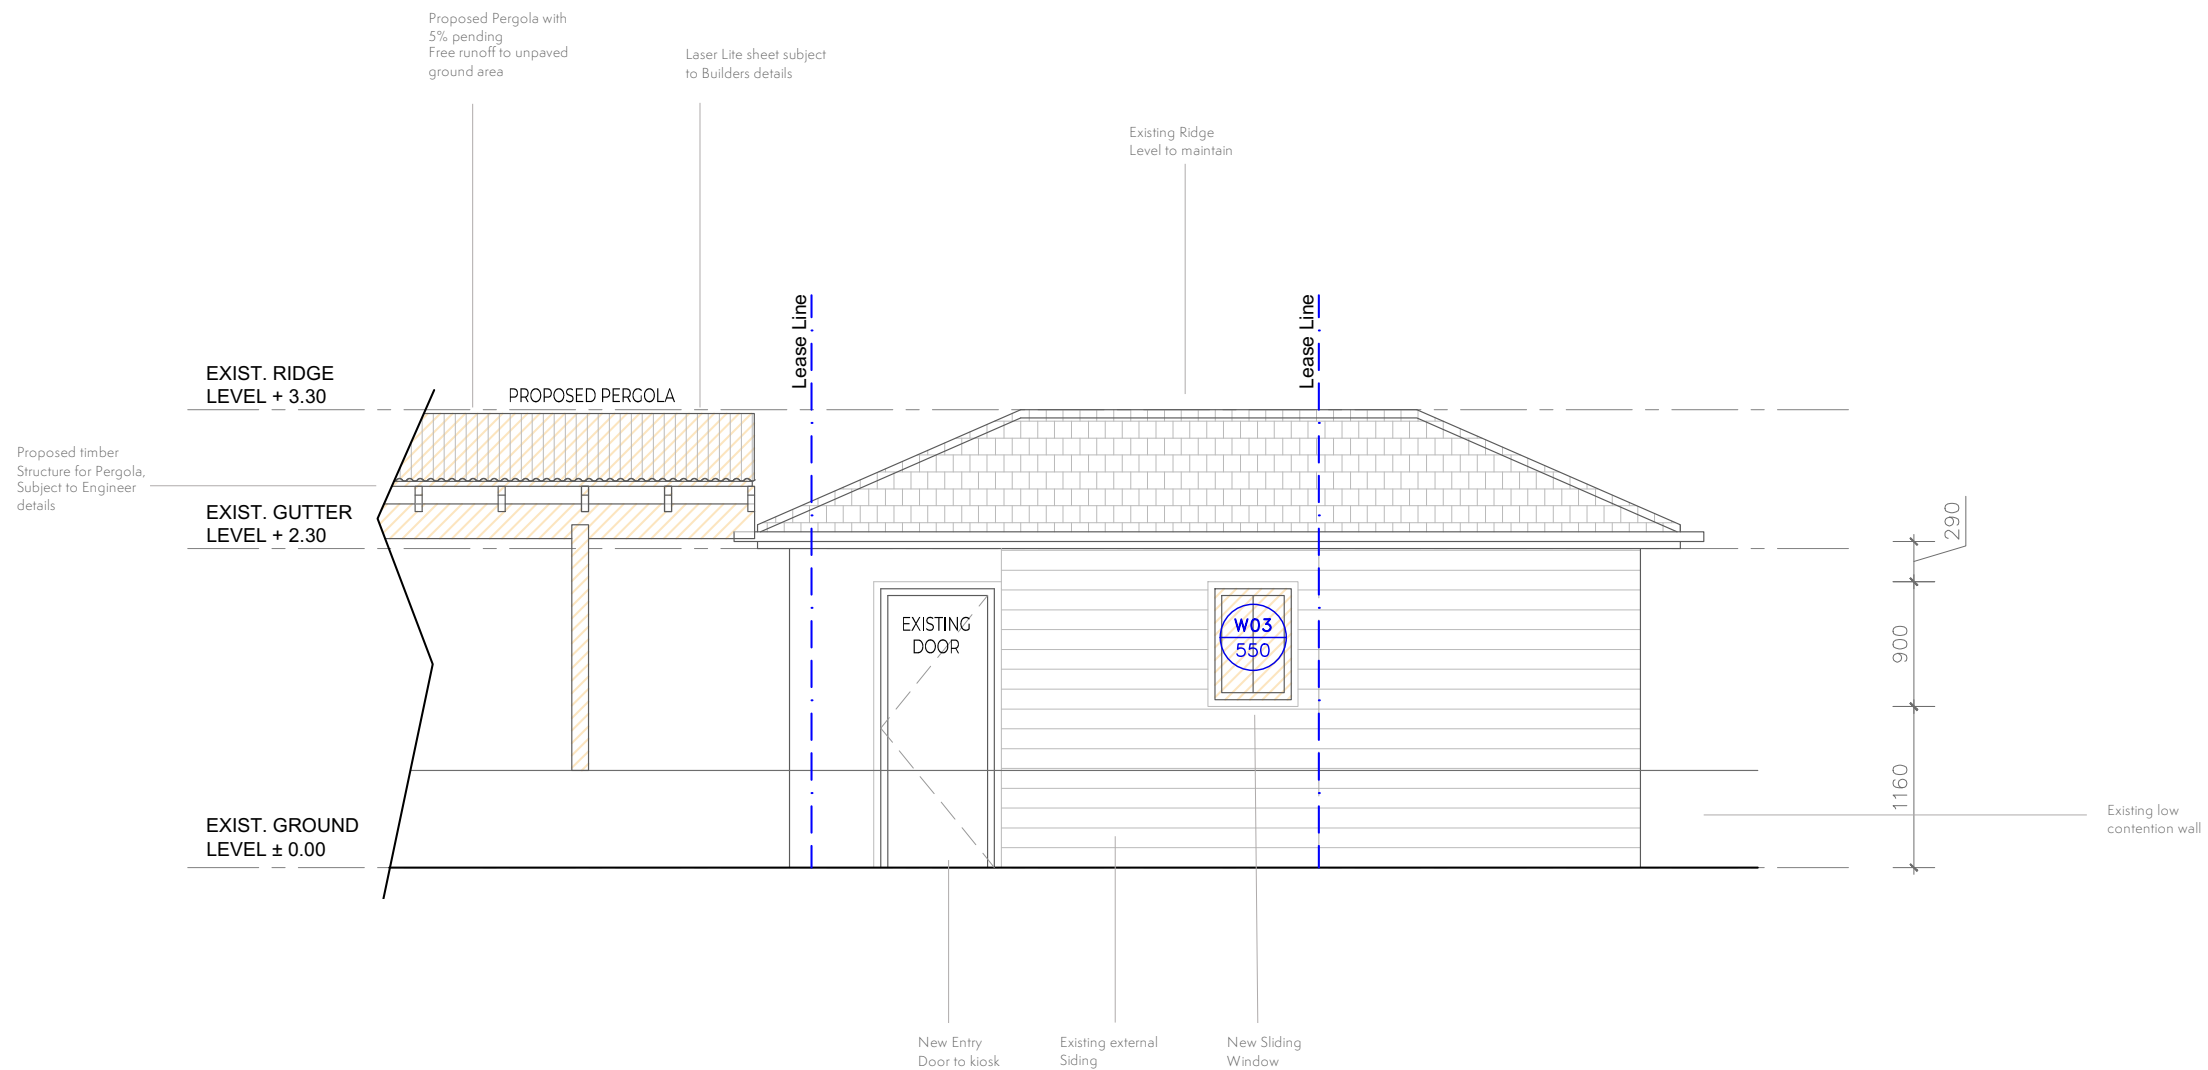 Proposed Pergola with
5% pending
Free runoff to unpaved
ground area
Laser Lite sheet subject
to Builders details
Existing Ridge
Level to maintain
Lease Line
Lease Line
EXIST. RIDGE
LEVEL + 3.30
PROPOSED PERGOLA
Proposed timber
Structure for Pergola,
Subject to Engineer
details
EXIST. GUTTER
LEVEL + 2.30
290
EXISTING
DOOR
W03
550
900
1160
EXIST. GROUND
LEVEL ± 0.00
Existing low
contention wall
New Entry
Door to kiosk
Existing external
Siding
New Sliding
Window